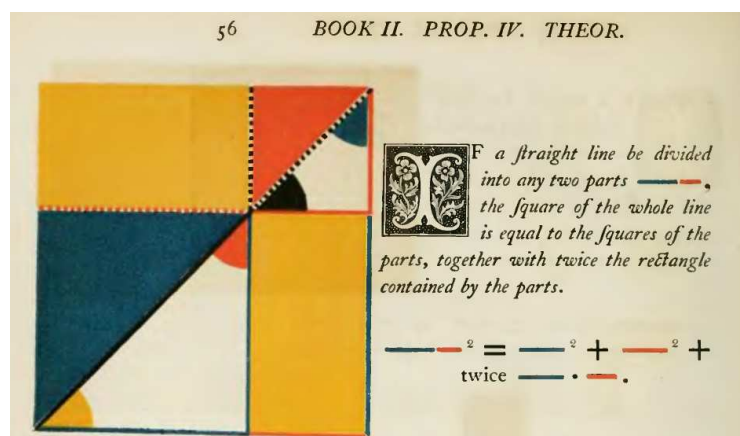 56 BOOK II. PROP. IV. THEOR.
IF a ſtraight line be divided
into any two parts ,
the ſquare of the whole line
is equal to the ſquares of the
parts, together with twice the rectangle
contained by the parts.
² = ² + ² +
twice · .